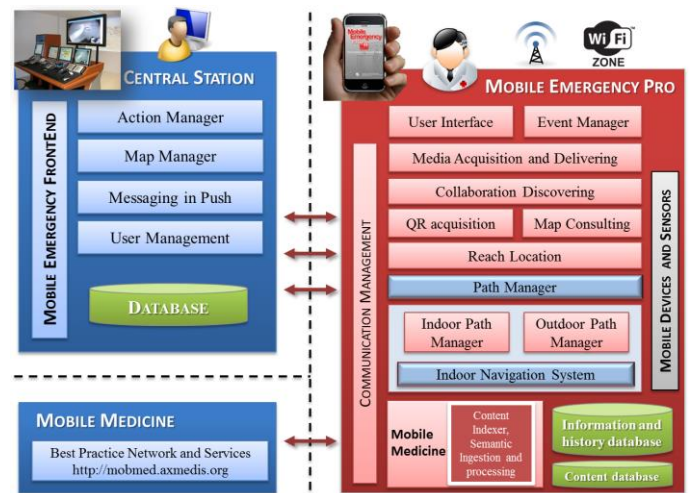 CENTRAL STATION
MOBILE EMERGENCY FRONTEND
Action Manager
Map Manager
Messaging in Push
User Management
DATABASE
MOBILE MEDICINE
Best Practice Network and Services
http://mobmed.axmedis.org
Mobile
Emergency
Wi Fi
ZONE
MOBILE EMERGENCY PRO
COMMUNICATION MANAGEMENT
User Interface
Event Manager
Media Acquisition and Delivering
Collaboration Discovering
QR acquisition
Map Consulting
Reach Location
Path Manager
Indoor Path
Manager
Outdoor Path
Manager
Indoor Navigation System
MOBILE DEVICES AND SENSORS
Mobile
Medicine
Content
Indexer,
Semantic
Ingestion and
processing
Information and
history database
Content database